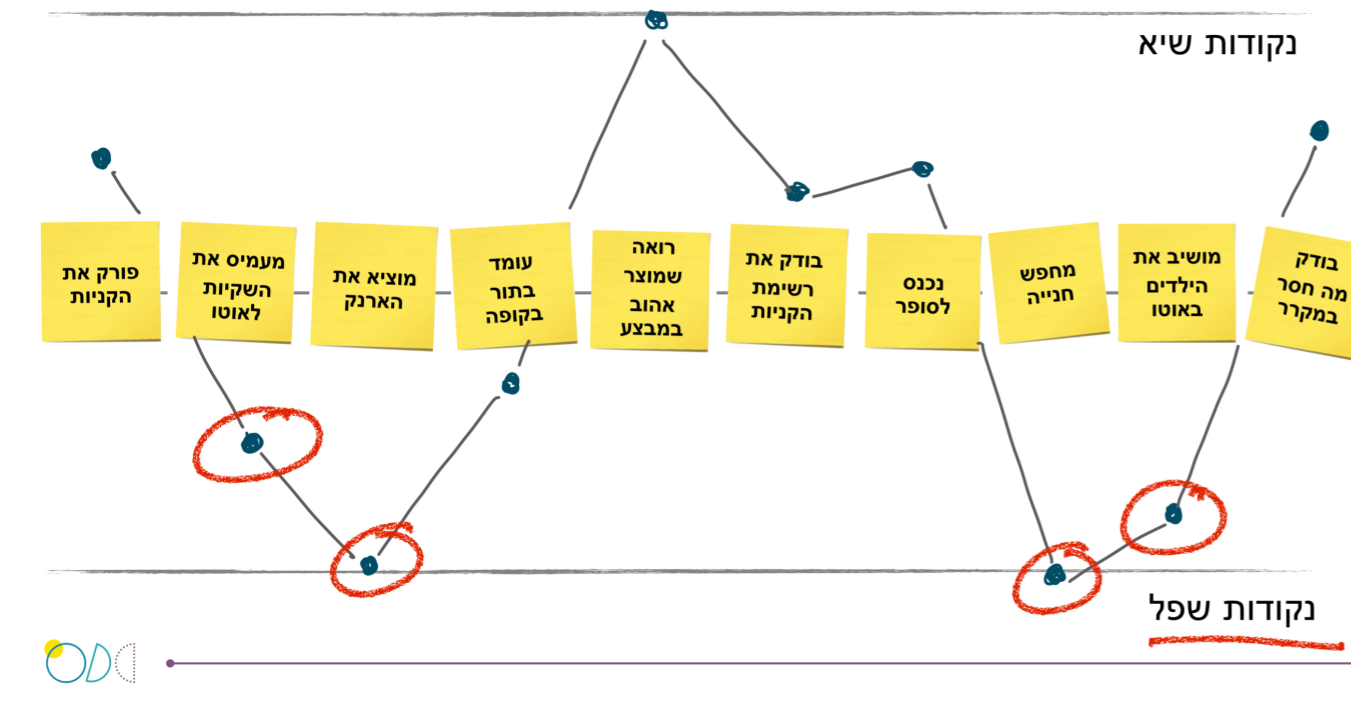 נקודות שיא
בודק
מה חסר
במקרר
מושיב את
הילדים
באוטו
מחפש
חנייה
נכנס
לסופר
בודק את
רשימת
הקניות
רואה
שמוצר
אהוב
במבצע
עומד
בתור
בקופה
מוציא את
הארנק
מעמיס את
השקיות
לאוטו
פורק את
הקניות
נקודות שפל